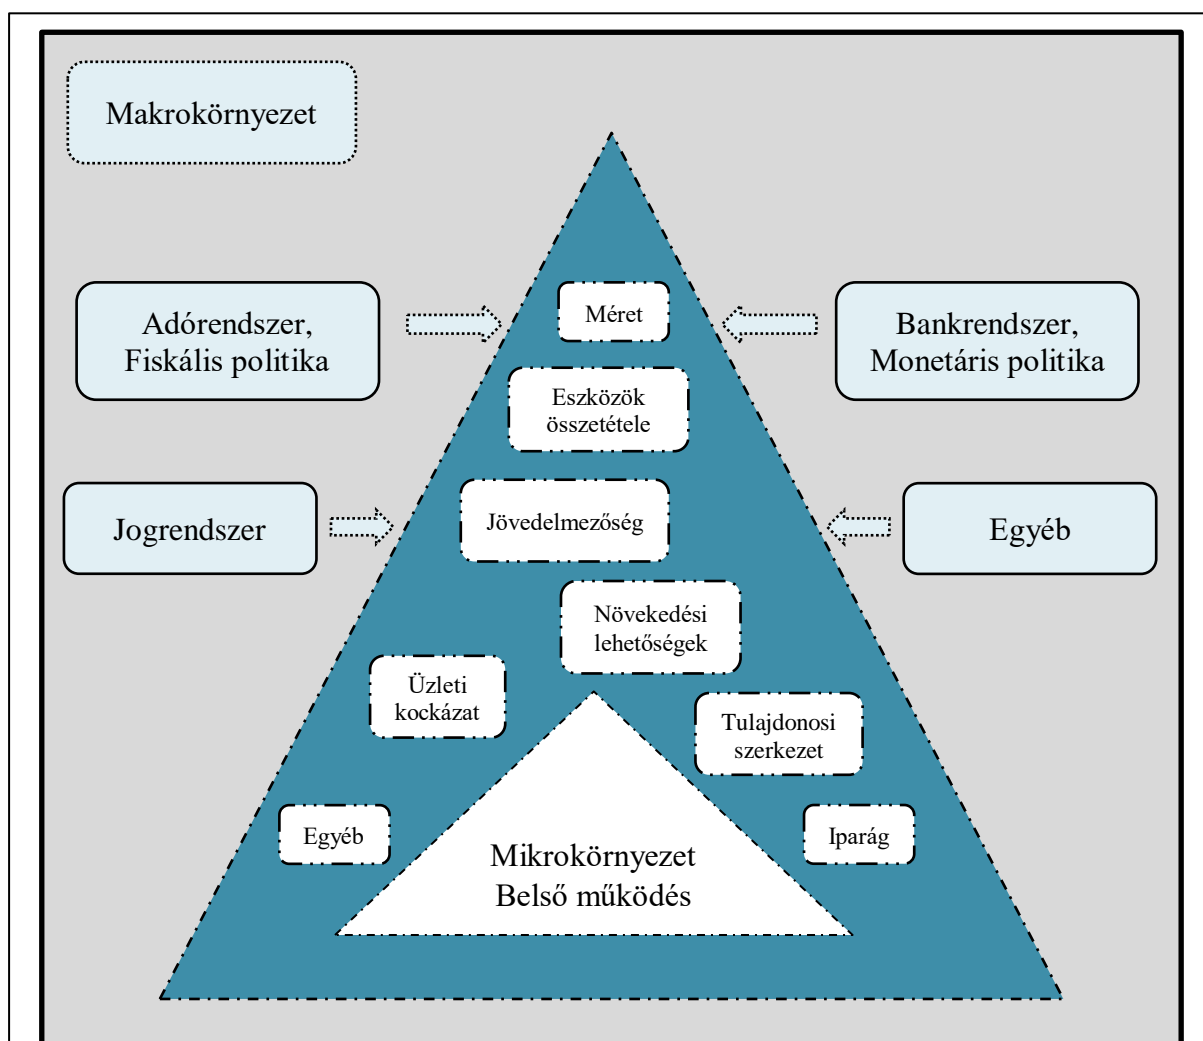 Makrokörnyezet
Méret
Adórendszer,
Fiskális politika
Bankrendszer,
Monetáris politika
Eszközök
összetétele
Jogrendszer
Jövedelmezőség
Egyéb
Növekedési
lehetőségek
Üzleti
kockázat
Tulajdonosi
szerkezet
Egyéb
Iparág
Mikrokörnyezet
Belső működés